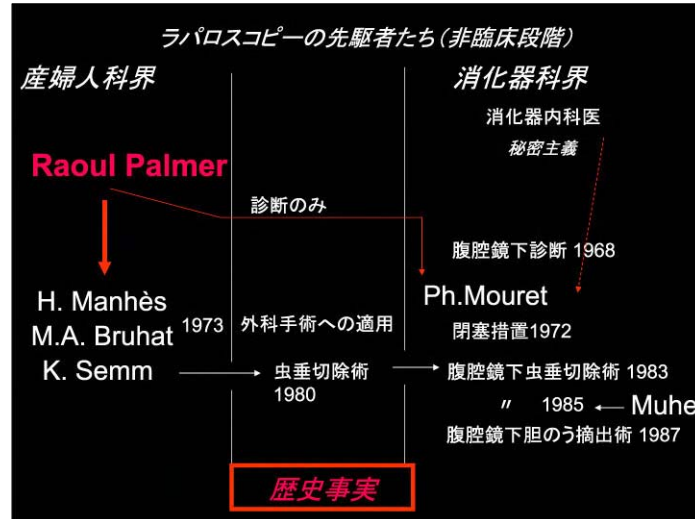 ラパロスコピーの先駆者たち(非臨床段階)
産婦人科界
消化器科界
消化器内科医
秘密主義
Raoul Palmer
診断のみ
腹腔鏡下診断 1968
Ph.Mouret
H. Manhès
M.A. Bruhat
K. Semm
1973
外科手術への適用
閉塞措置1972
虫垂切除術
1980
腹腔鏡下虫垂切除術 1983
〃 1985 Muhe
腹腔鏡下胆のう摘出術 1987
歴史事実